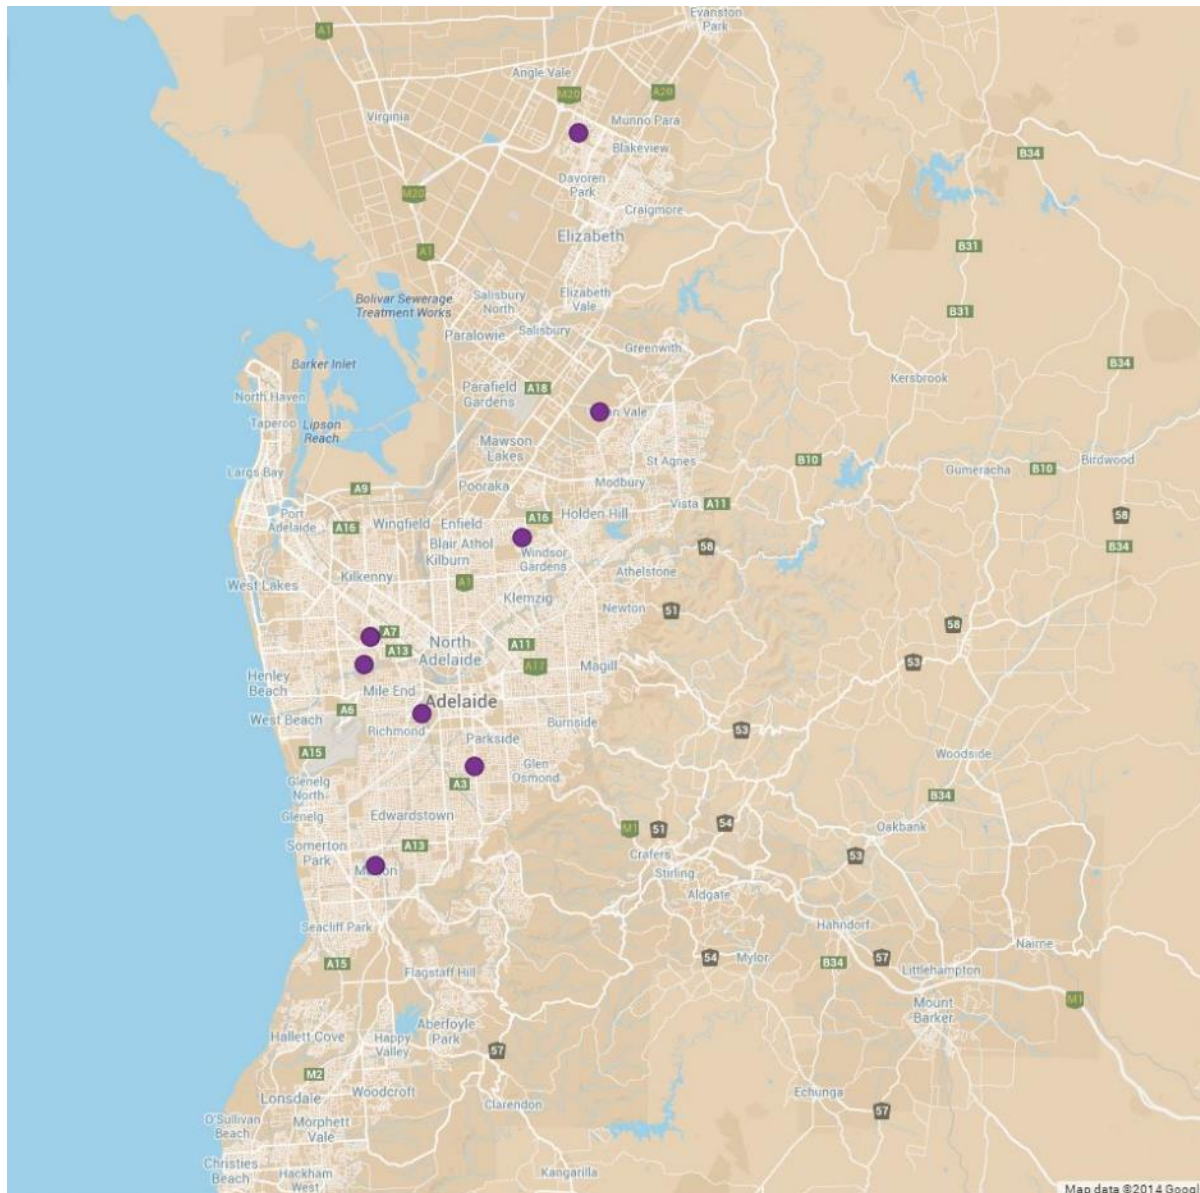 Evanston
Park
A1
Angle Vale
M20
A20
Virginia
Munno Para
Blakeview
B34
Davoren
Park
M20
Craigmore
Elizabeth
A1
B31
Bolivar Sewerage
Treatment Works
Salisbury
North
Elizabeth
Vale
B31
Paralowie
Salisbury
Greenwith
Barker Inlet
B34
Kersbrook
North Haven
Parafield
Gardens
A18
Taperoo
Lipson
Reach
n Vale
Mawson
Lakes
St Agnes
B10
Gumeracha
B10
Birdwood
Largs Bay
A9
Pooraka
Modbury
Vista
A11
Port
Adelaide
A16
Wingfield
Enfield
A16
Holden Hill
58
Blair Athol
Kilburn
Windsor
Gardens
58
B34
West Lakes
Kilkenny
A1
Athelstone
Klemzig
Newton
51
58
A7
A13
North
Adelaide
A11
A17
Magill
53
Henley
Beach
Mile End
Adelaide
West Beach
A6
Richmond
Burnside
53
Parkside
A15
Glen
Osmond
Woodside
Glenelg
North
A3
B34
Glenelg
Edwardstown
M1
51
54
Oakbank
Somerton
Park
A13
Crafers
53
M on
Stirling
Aldgate
Seacliff Park
Hahndorf
Nairne
A15
54
Mylor
B34
57
Flagstaff Hill
Littlehampton
M1
Mount
Barker
Hallett Cove
Happy
Valley
Aberfoyle
Park
57
M2
Lonsdale
Woodcroft
Clarendon
Echunga
57
O'Sullivan
Beach
Morphett
Vale
Christies
Beach
Hackham
West
Kangarilla
Map data ©2014 Googl